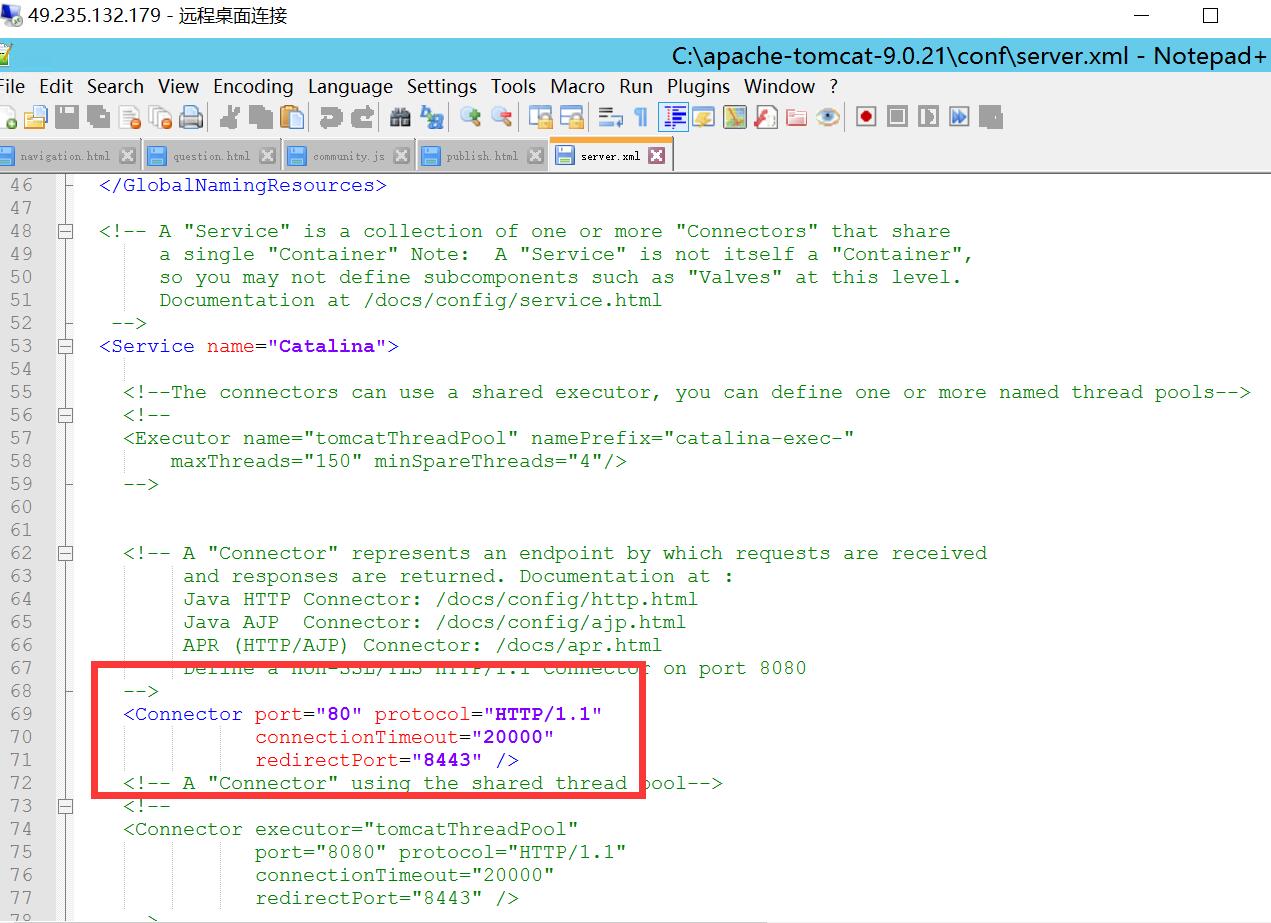 49.235.132.179 - 远程桌面连接
C:\apache-tomcat-9.0.21\conf\server.xml - Notepad+
File Edit Search View Encoding Language Settings Tools Macro Run Plugins Window ?
navigation.html question.html community.js publish.html server.xml
46 </GlobalNamingResources>
47
48 <!-- A "Service" is a collection of one or more "Connectors" that share
49 a single "Container" Note:  A "Service" is not itself a "Container",
50 so you may not define subcomponents such as "Valves" at this level.
51 Documentation at /docs/config/service.html
52 -->
53 <Service name="Catalina">
54
55 <!--The connectors can use a shared executor, you can define one or more named thread pools-->
56 <!--
57 <Executor name="tomcatThreadPool" namePrefix="catalina-exec-"
58 maxThreads="150" minSpareThreads="4"/>
59 -->
60
61
62 <!-- A "Connector" represents an endpoint by which requests are received
63 and responses are returned. Documentation at :
64 Java HTTP Connector: /docs/config/http.html
65 Java AJP  Connector: /docs/config/ajp.html
66 APR (HTTP/AJP) Connector: /docs/apr.html
67 Define a non-SSL/TLS HTTP/1.1 Connector on port 8080
68 -->
69 <Connector port="80" protocol="HTTP/1.1"
70 connectionTimeout="20000"
71 redirectPort="8443" />
72 <!-- A "Connector" using the shared thread pool-->
73 <!--
74 <Connector executor="tomcatThreadPool"
75 port="8080" protocol="HTTP/1.1"
76 connectionTimeout="20000"
77 redirectPort="8443" />
78 -->